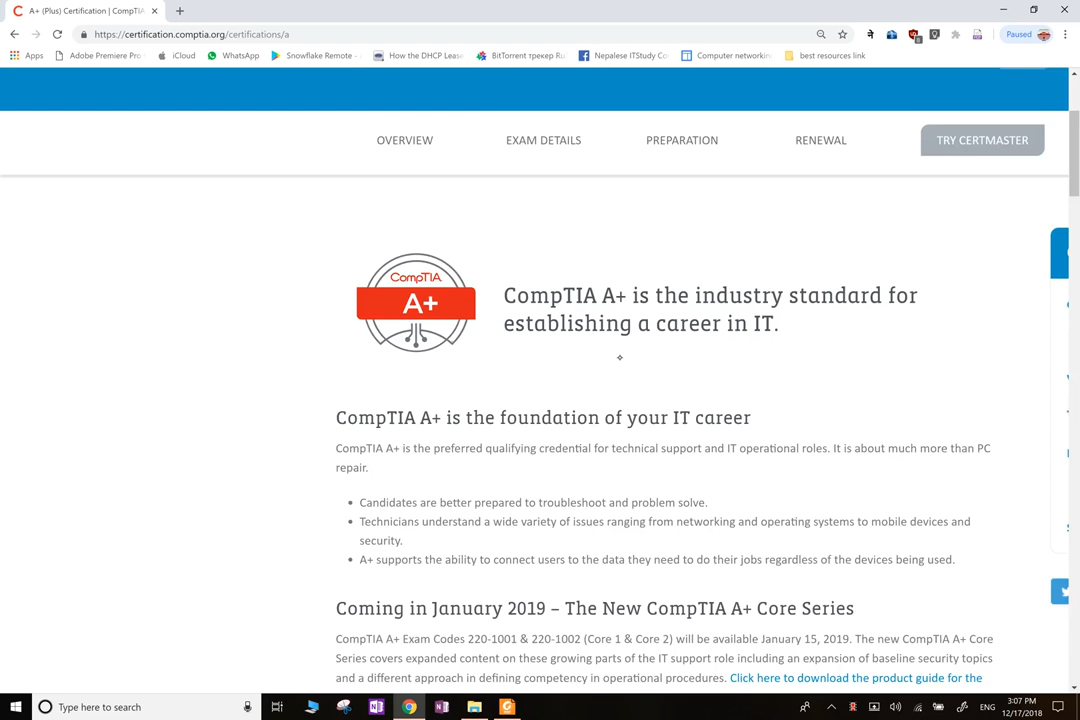 A+ (Plus) Certification | CompTIA
https://certification.comptia.org/certifications/a
Paused
Apps
Adobe Premiere Pro
iCloud
WhatsApp
Snowflake Remote -
How the DHCP Lease
BitTorrent трекер Ru
Nepalese ITStudy Co
Computer networkin
best resources link
OVERVIEW
EXAM DETAILS
PREPARATION
RENEWAL
TRY CERTMASTER
CompTIA
A+
CompTIA A+ is the industry standard for
establishing a career in IT.
CompTIA A+ is the foundation of your IT career
CompTIA A+ is the preferred qualifying credential for technical support and IT operational roles. It is about much more than PC
repair.
Candidates are better prepared to troubleshoot and problem solve.
Technicians understand a wide variety of issues ranging from networking and operating systems to mobile devices and
security.
A+ supports the ability to connect users to the data they need to do their jobs regardless of the devices being used.
Coming in January 2019 – The New CompTIA A+ Core Series
CompTIA A+ Exam Codes 220-1001 & 220-1002 (Core 1 & Core 2) will be available January 15, 2019. The new CompTIA A+ Core
Series covers expanded content on these growing parts of the IT support role including an expansion of baseline security topics
and a different approach in defining competency in operational procedures. Click here to download the product guide for the
Type here to search
ENG
3:07 PM
12/17/2018